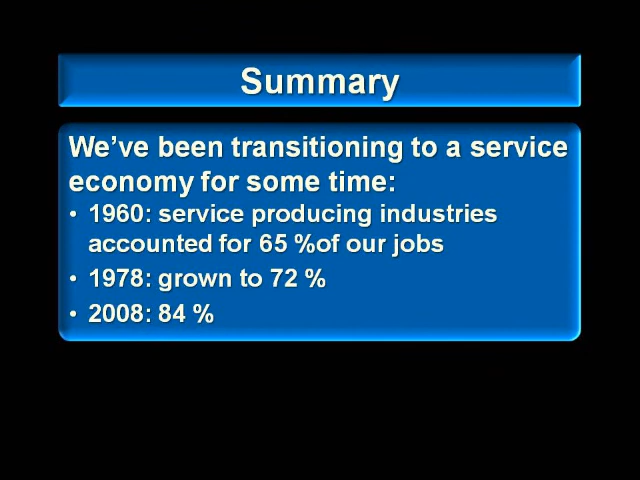 Summary
We’ve been transitioning to a service
economy for some time:
• 1960: service producing industries
accounted for 65 %of our jobs
• 1978: grown to 72 %
• 2008: 84 %